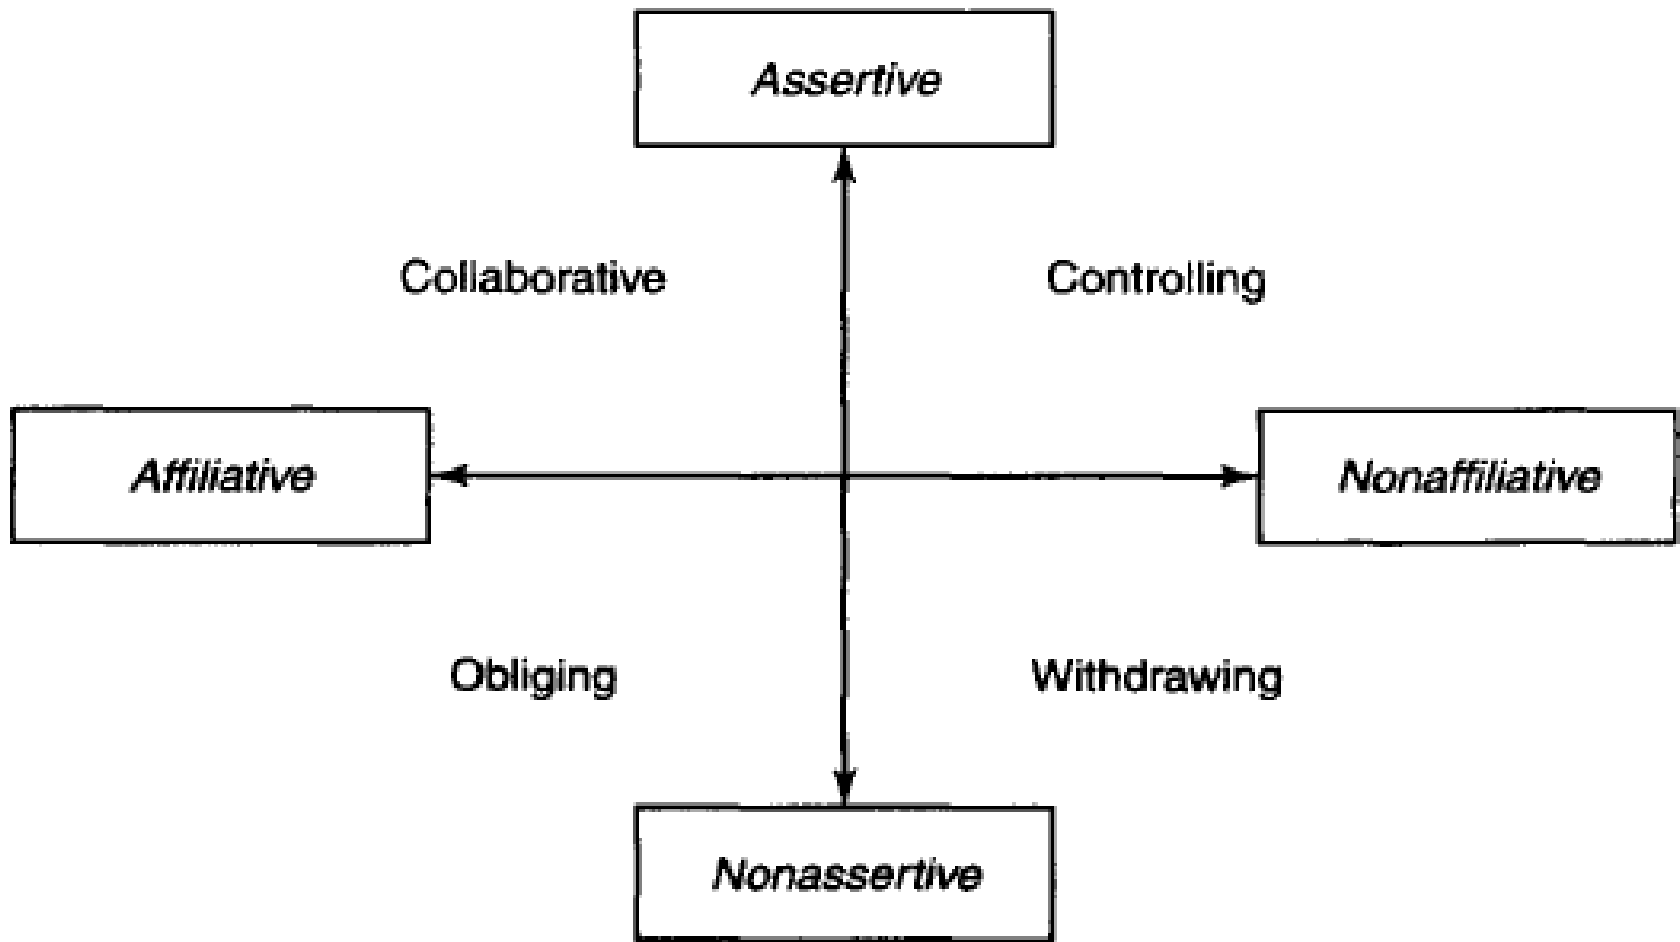 Assertive
Collaborative
Controlling
Affiliative
Nonaffiliative
Obliging
Withdrawing
Nonassertive